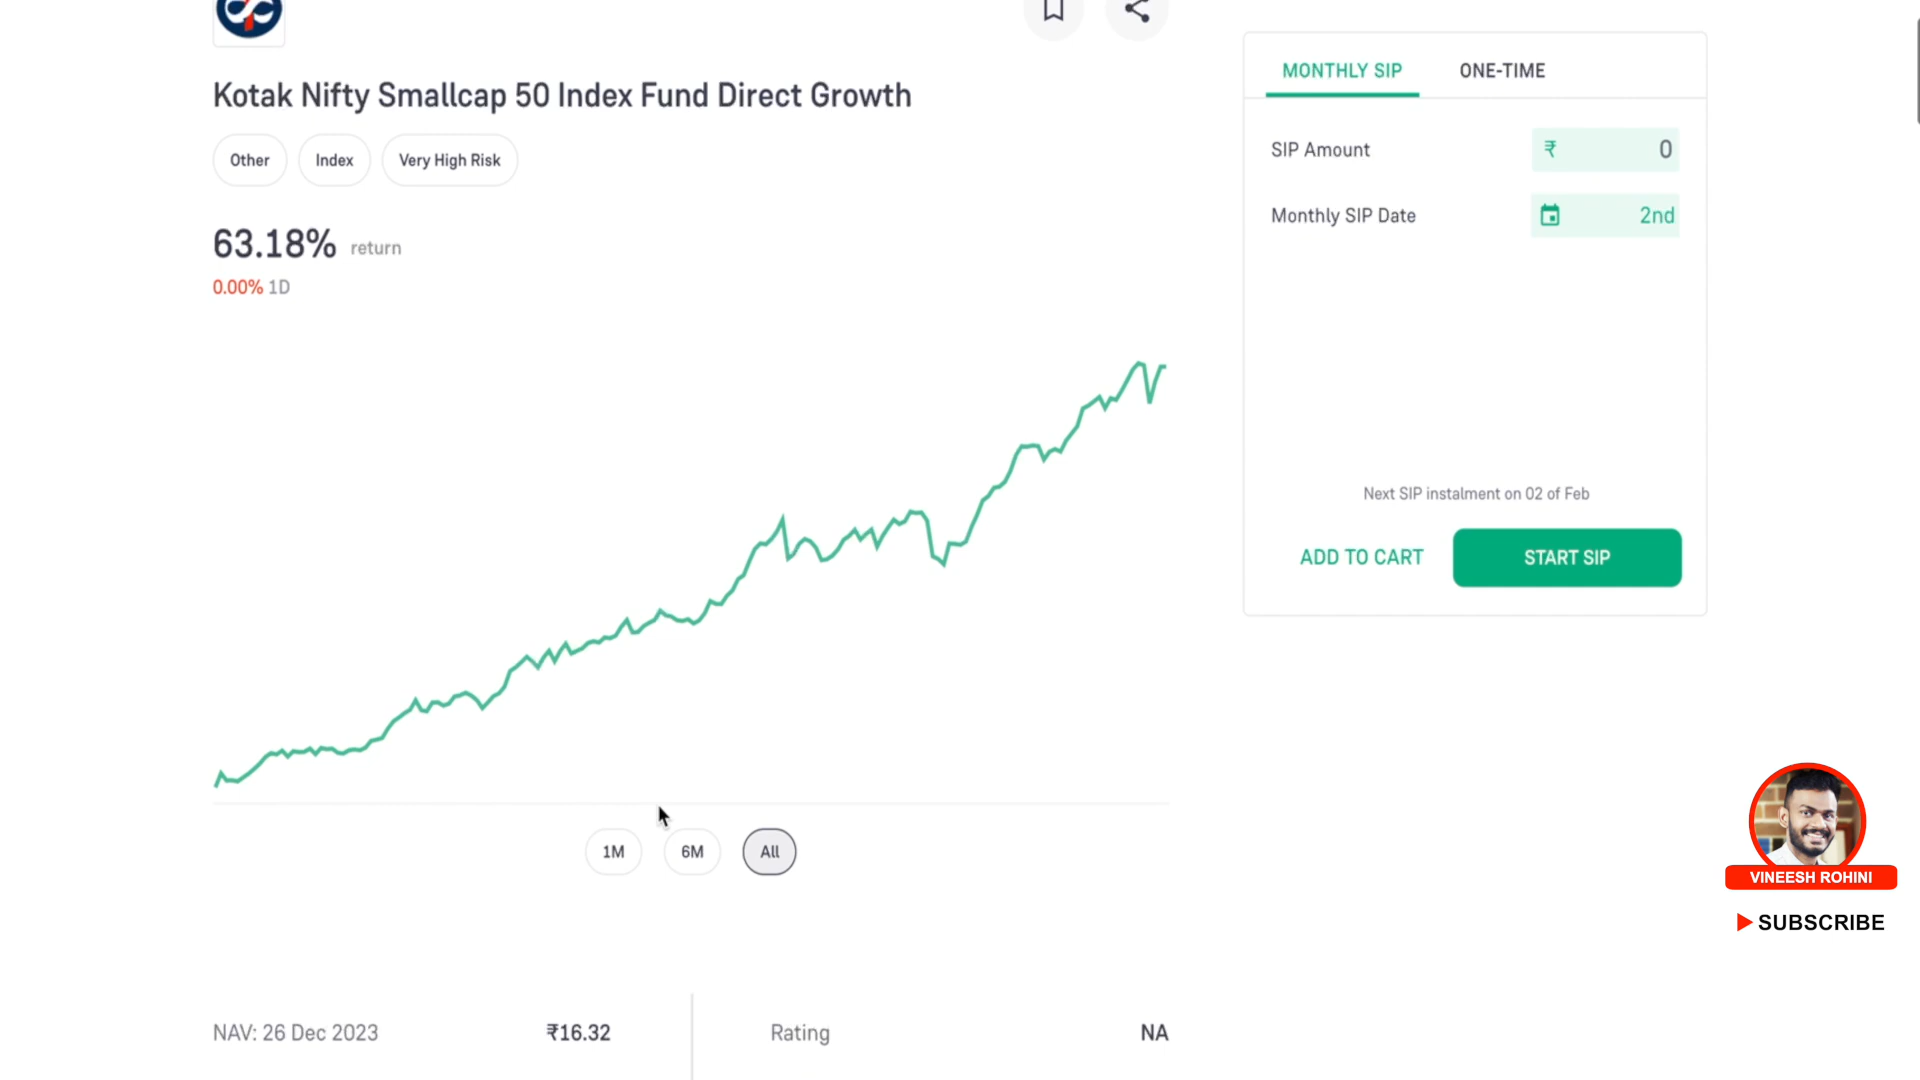 Kotak Nifty Smallcap 50 Index Fund Direct Growth
Other Index Very High Risk
63.18% return
0.00% 1D
1M 6M All
NAV: 26 Dec 2023 ₹16.32 Rating NA
MONTHLY SIP ONE-TIME
SIP Amount ₹ 0
Monthly SIP Date 2nd
Next SIP instalment on 02 of Feb
ADD TO CART START SIP
VINEESH ROHINI
SUBSCRIBE